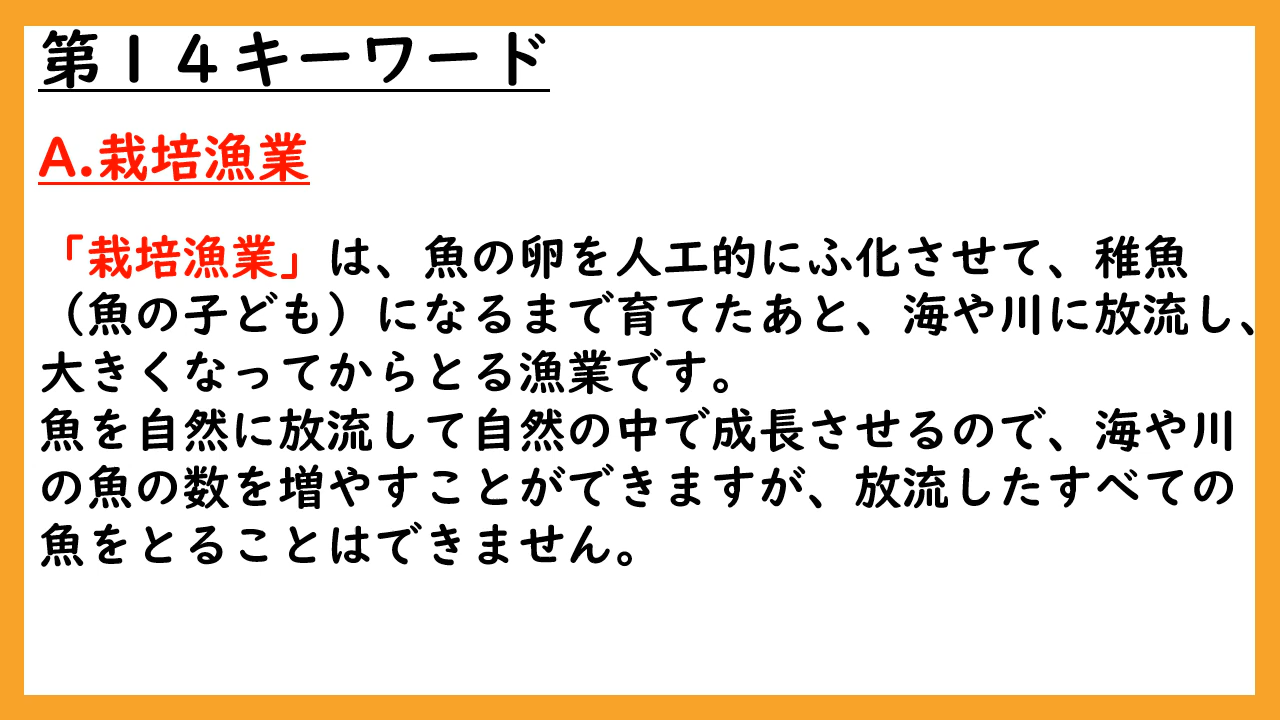 第１４キーワード
A.栽培漁業
「栽培漁業」は、魚の卵を人工的にふ化させて、稚魚
（魚の子ども）になるまで育てたあと、海や川に放流し、
大きくなってからとる漁業です。
魚を自然に放流して自然の中で成長させるので、海や川
の魚の数を増やすことができますが、放流したすべての
魚をとることはできません。